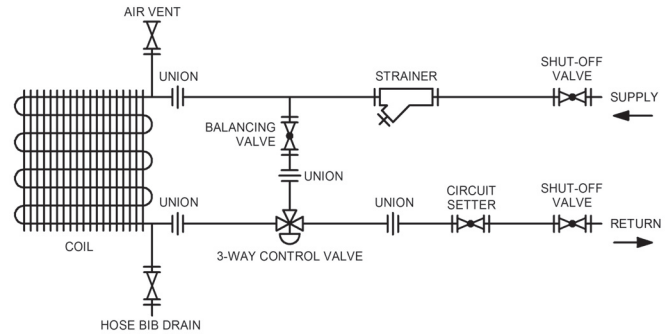 AIR VENT
UNION
STRAINER
SHUT-OFF
VALVE
SUPPLY
BALANCING
VALVE
UNION
UNION
UNION
CIRCUIT
SETTER
SHUT-OFF
VALVE
RETURN
COIL
3-WAY CONTROL VALVE
HOSE BIB DRAIN